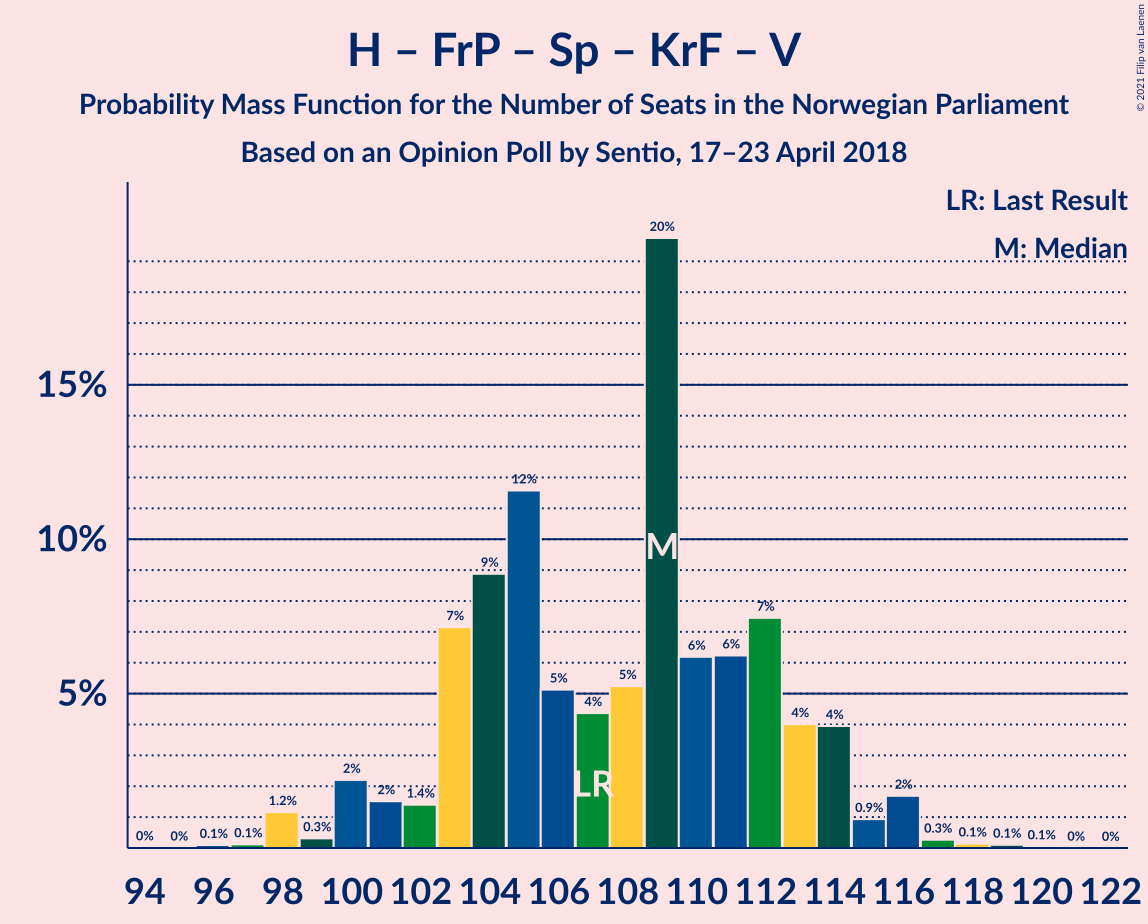 H – FrP – Sp – KrF – V
Probability Mass Function for the Number of Seats in the Norwegian Parliament
Based on an Opinion Poll by Sentio, 17–23 April 2018
© 2021 Filip van Laenen
LR: Last Result
M: Median
15%
10%
5%
0% 0% 0.1% 0.1% 1.2% 0.3% 2% 2% 1.4% 7% 9% 12% 5% 4% 5% 20% 6% 6% 7% 4% 4% 0.9% 2% 0.3% 0.1% 0.1% 0.1% 0% 0%
M
LR
94 96 98 100 102 104 106 108 110 112 114 116 118 120 122